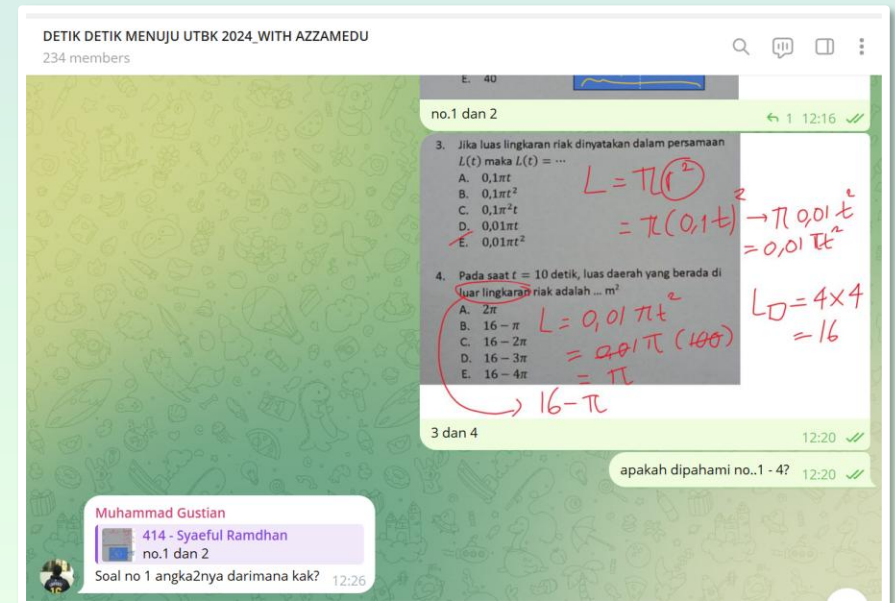 DETIK DETIK MENUJU UTBK 2024_WITH AZZAMEDU
234 members
E. 40
no.1 dan 2
1 12:16
3. Jika luas lingkaran riak dinyatakan dalam persamaan
L(t) maka L(t) = ⋯
A. 0,1πt
B. 0,1πt²
C. 0,1π²t
D. 0,01πt
E. 0,01πt²
L = π(r²)
= π(0,1t)² → π 0,01 t²
= 0,01 πt²
4. Pada saat t = 10 detik, luas daerah yang berada di
luar lingkaran riak adalah ... m²
A. 2π
B. 16 − π
C. 16 − 2π
D. 16 − 3π
E. 16 − 4π
L = 0,01 πt²
= 0,01π (100)
= π
16-π
L□ = 4×4
= 16
3 dan 4
12:20
apakah dipahami no..1 - 4? 12:20
Muhammad Gustian
414 - Syaeful Ramdhan
no.1 dan 2
Soal no 1 angka2nya darimana kak? 12:26